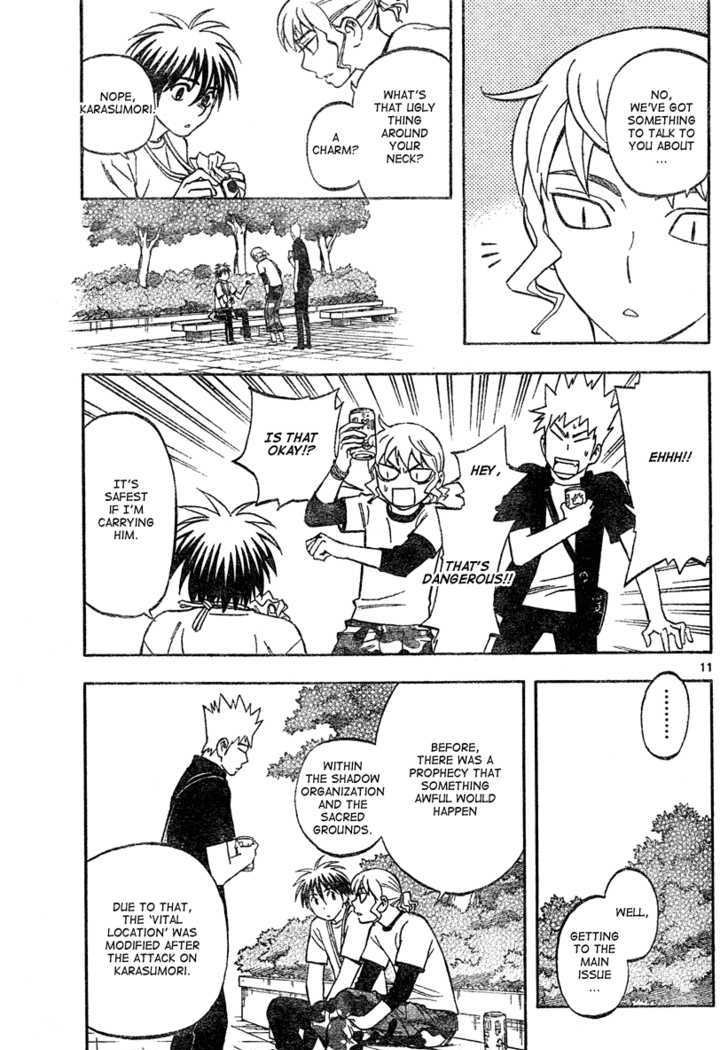 NO,
WE'VE GOT
SOMETHING
TO TALK TO
YOU ABOUT
...
WHAT'S
THAT UGLY
THING
AROUND
YOUR
NECK?
A
CHARM?
NOPE,
KARASUMORI.
EHHH!!
HEY,
THAT'S
DANGEROUS!!
IS THAT
OKAY!?
IT'S
SAFEST
IF I'M
CARRYING
HIM.
11
.........
WELL,
GETTING
TO THE
MAIN
ISSUE
...
BEFORE,
THERE WAS A
PROPHECY THAT
SOMETHING
AWFUL WOULD
HAPPEN
WITHIN
THE SHADOW
ORGANIZATION
AND THE
SACRED
GROUNDS.
DUE TO THAT,
THE 'VITAL
LOCATION' WAS
MODIFIED AFTER
THE ATTACK ON
KARASUMORI.